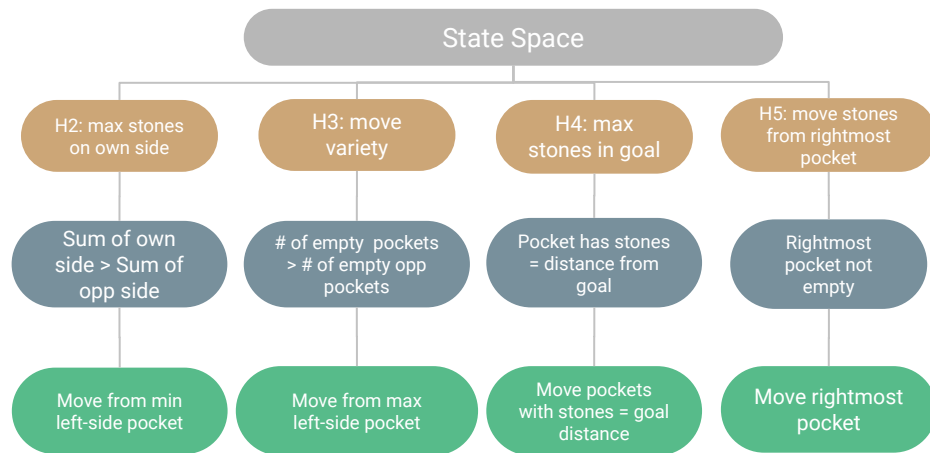 State Space
H2: max stones
on own side
H3: move
variety
H4: max
stones in goal
H5: move stones
from rightmost
pocket
Sum of own
side > Sum of
opp side
# of empty pockets
> # of empty opp
pockets
Pocket has stones
= distance from
goal
Rightmost
pocket not
empty
Move from min
left-side pocket
Move from max
left-side pocket
Move pockets
with stones = goal
distance
Move rightmost
pocket